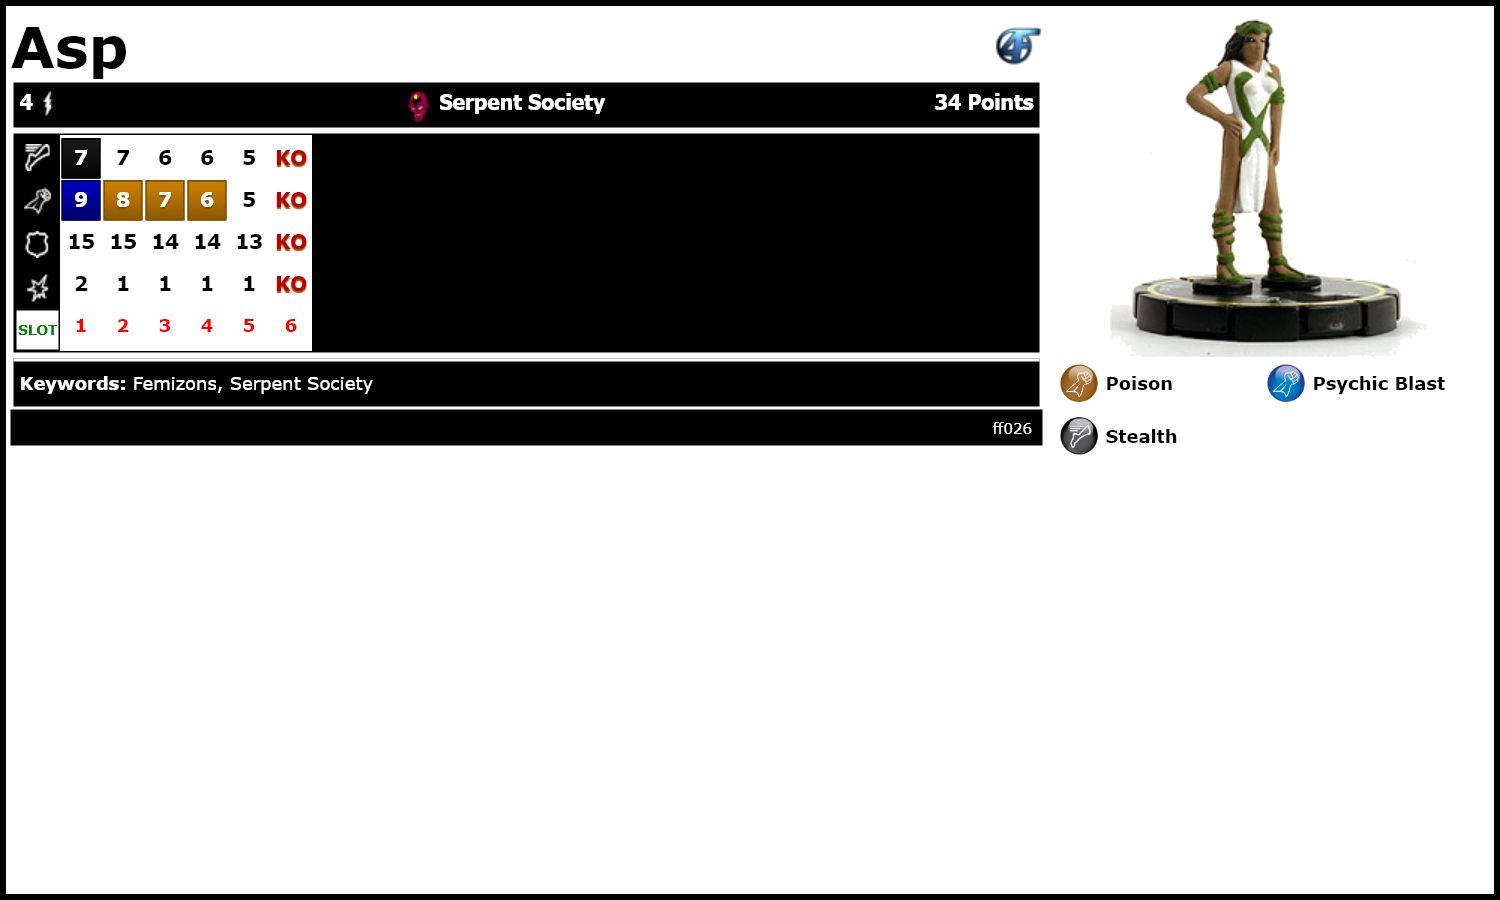 Asp
4 Serpent Society 34 Points
7 7 6 6 5 KO
9 8 7 6 5 KO
15 15 14 14 13 KO
2 1 1 1 1 KO
SLOT 1 2 3 4 5 6
Keywords: Femizons, Serpent Society
ff026
Poison Psychic Blast
Stealth